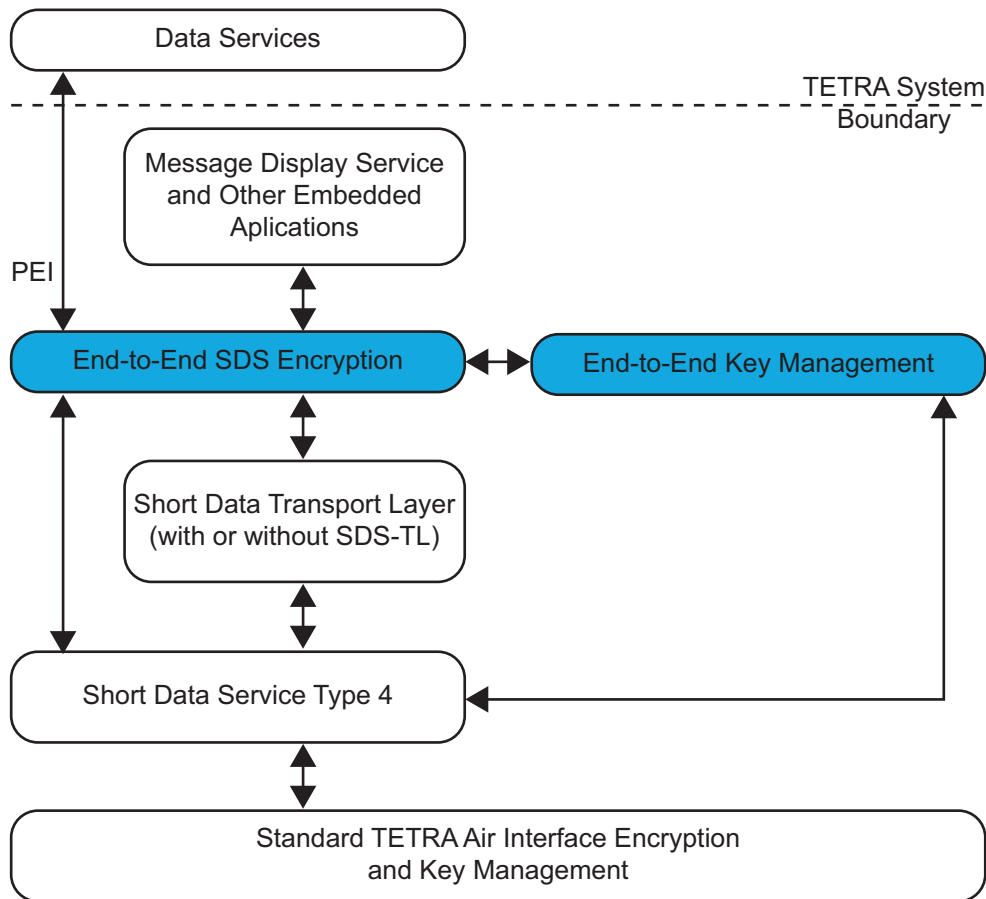 Data Services
TETRA System
Boundary
Message Display Service
and Other Embedded
Aplications
PEI
End-to-End SDS Encryption
End-to-End Key Management
Short Data Transport Layer
(with or without SDS-TL)
Short Data Service Type 4
Standard TETRA Air Interface Encryption
and Key Management